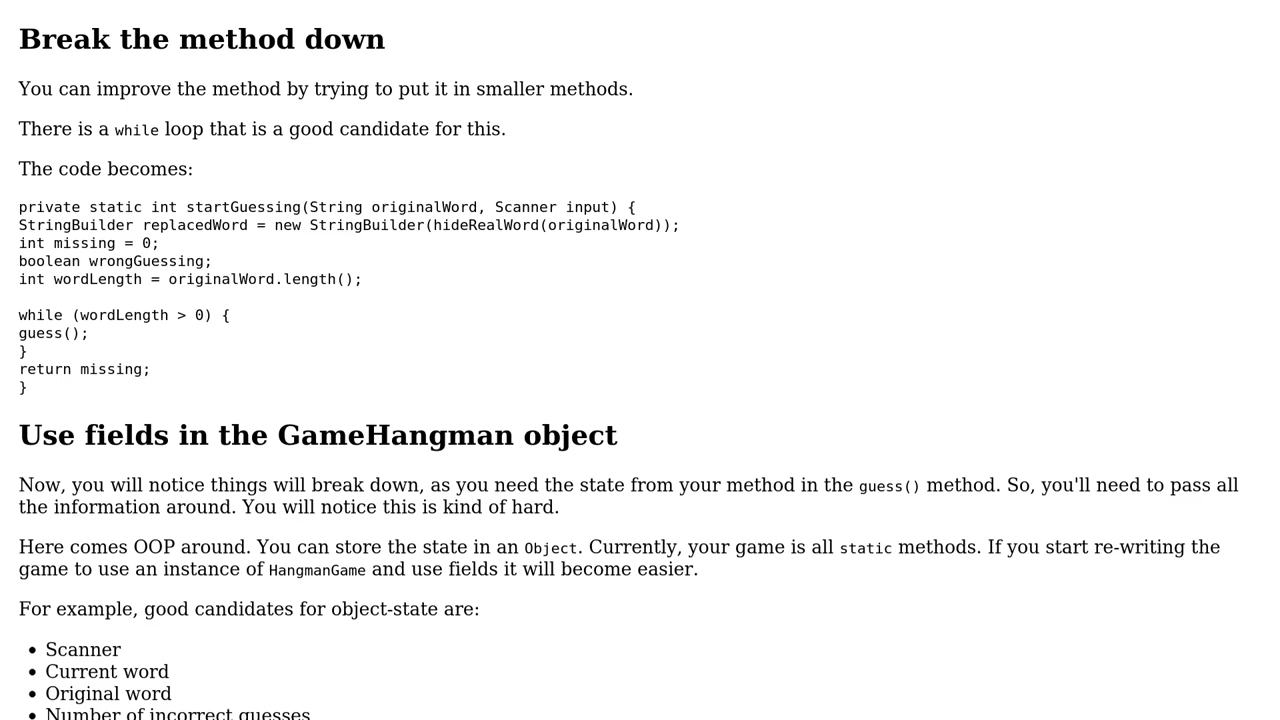 Break the method down
You can improve the method by trying to put it in smaller methods.
There is a while loop that is a good candidate for this.
The code becomes:
private static int startGuessing(String originalWord, Scanner input) {
StringBuilder replacedWord = new StringBuilder(hideRealWord(originalWord));
int missing = 0;
boolean wrongGuessing;
int wordLength = originalWord.length();
while (wordLength > 0) {
guess();
}
return missing;
}
Use fields in the GameHangman object
Now, you will notice things will break down, as you need the state from your method in the guess() method. So, you'll need to pass all
the information around. You will notice this is kind of hard.
Here comes OOP around. You can store the state in an Object. Currently, your game is all static methods. If you start re-writing the
game to use an instance of HangmanGame and use fields it will become easier.
For example, good candidates for object-state are:
• Scanner
• Current word
• Original word
• Number of incorrect guesses